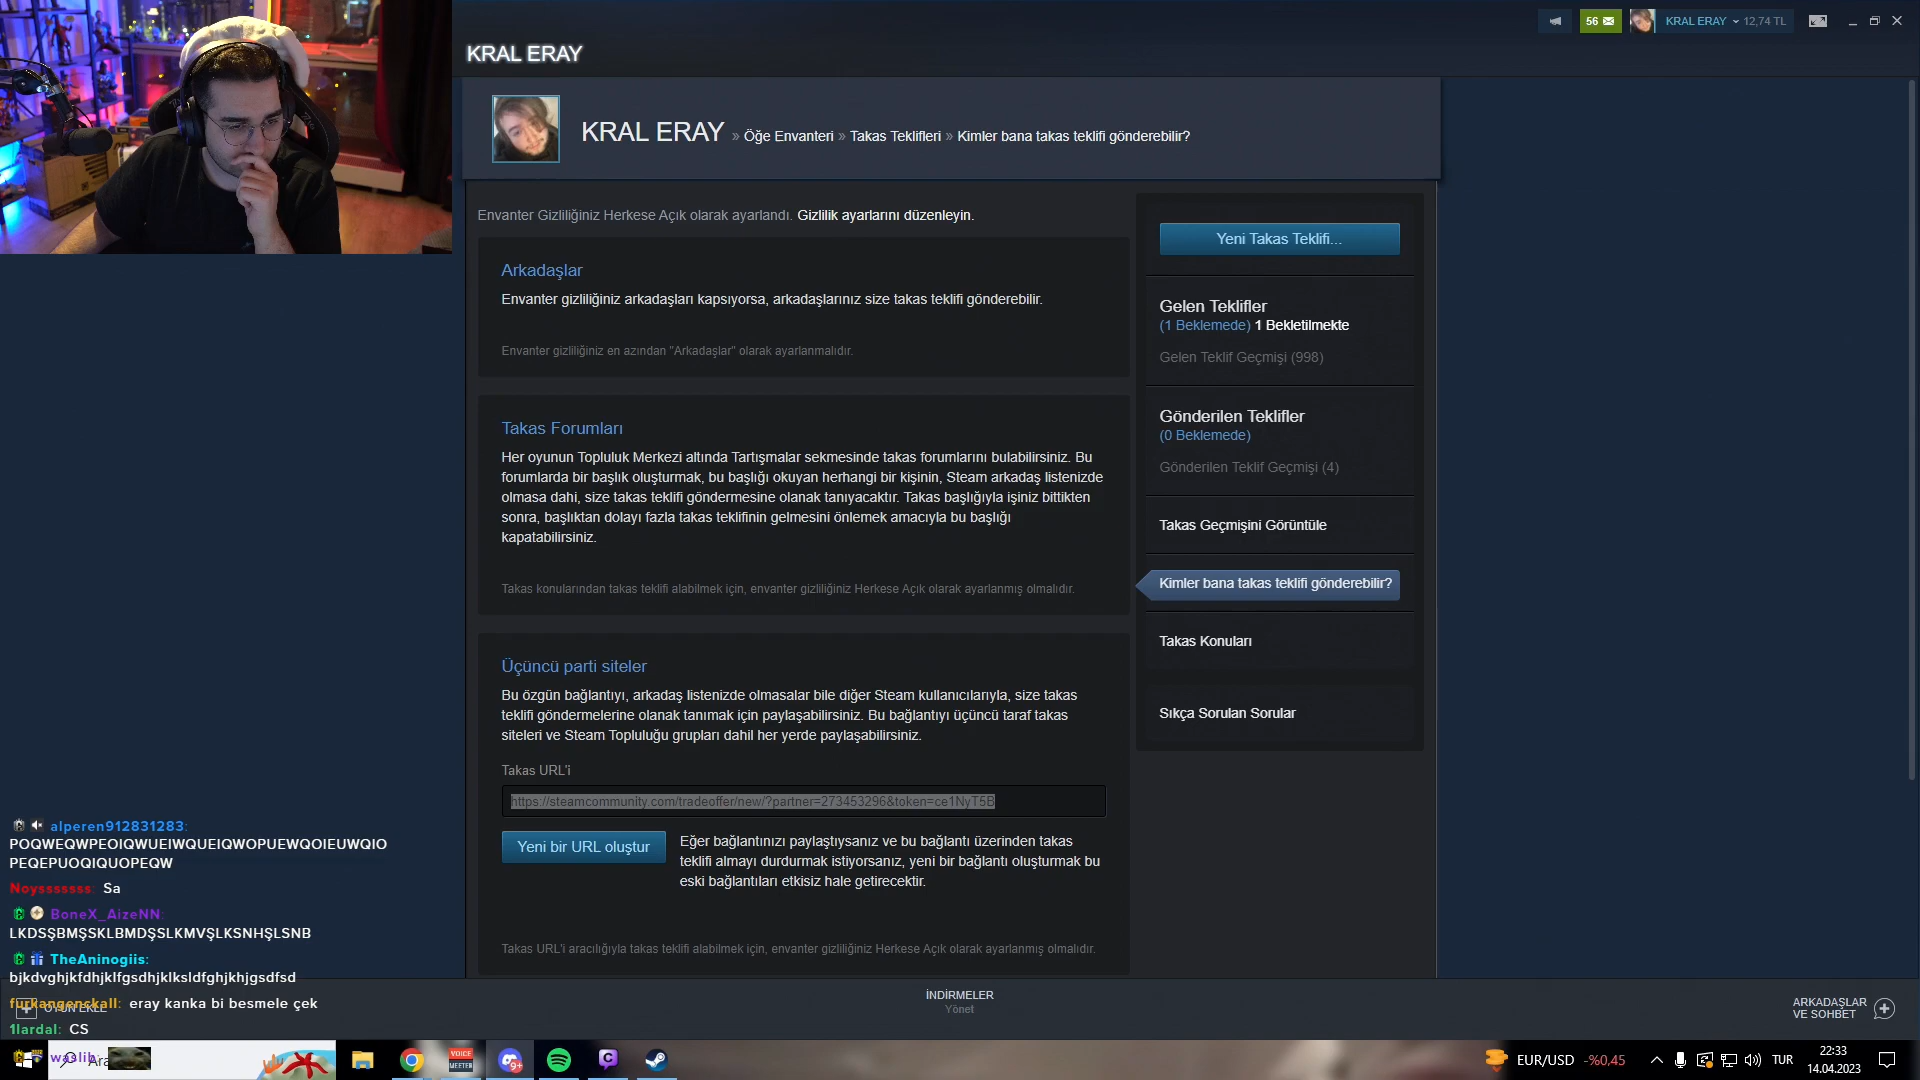 56
KRAL ERAY
12,74 TL
KRAL ERAY
KRAL ERAY » Öğe Envanteri » Takas Teklifleri » Kimler bana takas teklifi gönderebilir?
Envanter Gizliliğiniz Herkese Açık olarak ayarlandı. Gizlilik ayarlarını düzenleyin.
Arkadaşlar
Envanter gizliliğiniz arkadaşları kapsıyorsa, arkadaşlarınız size takas teklifi gönderebilir.
Envanter gizliliğiniz en azından "Arkadaşlar" olarak ayarlanmalıdır.
Takas Forumları
Her oyunun Topluluk Merkezi altında Tartışmalar sekmesinde takas forumlarını bulabilirsiniz. Bu
forumlarda bir başlık oluşturmak, bu başlığı okuyan herhangi bir kişinin, Steam arkadaş listenizde
olmasa dahi, size takas teklifi göndermesine olanak tanıyacaktır. Takas başlığıyla işiniz bittikten
sonra, başlıktan dolayı fazla takas teklifinin gelmesini önlemek amacıyla bu başlığı
kapatabilirsiniz.
Takas konularından takas teklifi alabilmek için, envanter gizliliğiniz Herkese Açık olarak ayarlanmış olmalıdır.
Üçüncü parti siteler
Bu özgün bağlantıyı, arkadaş listenizde olmasalar bile diğer Steam kullanıcılarıyla, size takas
teklifi göndermelerine olanak tanımak için paylaşabilirsiniz. Bu bağlantıyı üçüncü taraf takas
siteleri ve Steam Topluluğu grupları dahil her yerde paylaşabilirsiniz.
Takas URL'i
https://steamcommunity.com/tradeoffer/new/?partner=273453296&token=ce1NyT5B
Yeni bir URL oluştur
Eğer bağlantınızı paylaştıysanız ve bu bağlantı üzerinden takas
teklifi almayı durdurmak istiyorsanız, yeni bir bağlantı oluşturmak bu
eski bağlantıları etkisiz hale getirecektir.
Takas URL'i aracılığıyla takas teklifi alabilmek için, envanter gizliliğiniz Herkese Açık olarak ayarlanmış olmalıdır.
Yeni Takas Teklifi...
Gelen Teklifler
(1 Beklemede) 1 Bekletilmekte
Gelen Teklif Geçmişi (998)
Gönderilen Teklifler
(0 Beklemede)
Gönderilen Teklif Geçmişi (4)
Takas Geçmişini Görüntüle
Kimler bana takas teklifi gönderebilir?
Takas Konuları
Sıkça Sorulan Sorular
alperen912831283:
POQWEQWPEOIQWUEIWQUEIQWOPUEWQOIEUWQIO
PEQEPUOQIQUOPEQW
Noysssssss: Sa
BoneX_AizeNN:
LKDSŞBMŞSKLBMDŞSLKMVŞLKSNHŞLSNB
TheAninogiis:
bjkdvghjkfdhjklfgsdhjklksldfghjkhjgsdfsd
furkangenckall: eray kanka bi besmele çek
OYUN EKLE
1lardal: CS
waslib:
Ara
İNDİRMELER
Yönet
ARKADAŞLAR
VE SOHBET
VOICE
MEETER
9+
EUR/USD -%0,45
TUR
22:33
14.04.2023